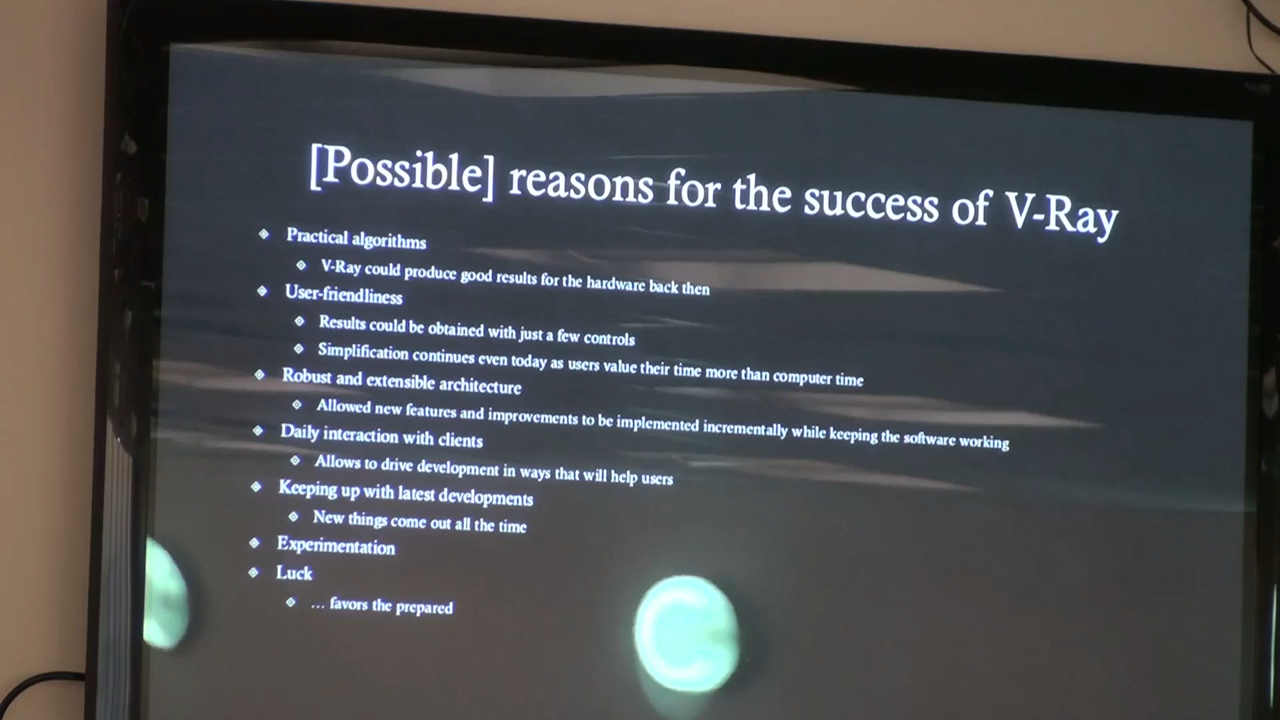 [Possible] reasons for the success of V-Ray
Practical algorithms
V-Ray could produce good results for the hardware back then
User-friendliness
Results could be obtained with just a few controls
Simplification continues even today as users value their time more than computer time
Robust and extensible architecture
Allowed new features and improvements to be implemented incrementally while keeping the software working
Daily interaction with clients
Allows to drive development in ways that will help users
Keeping up with latest developments
New things come out all the time
Experimentation
Luck
... favors the prepared